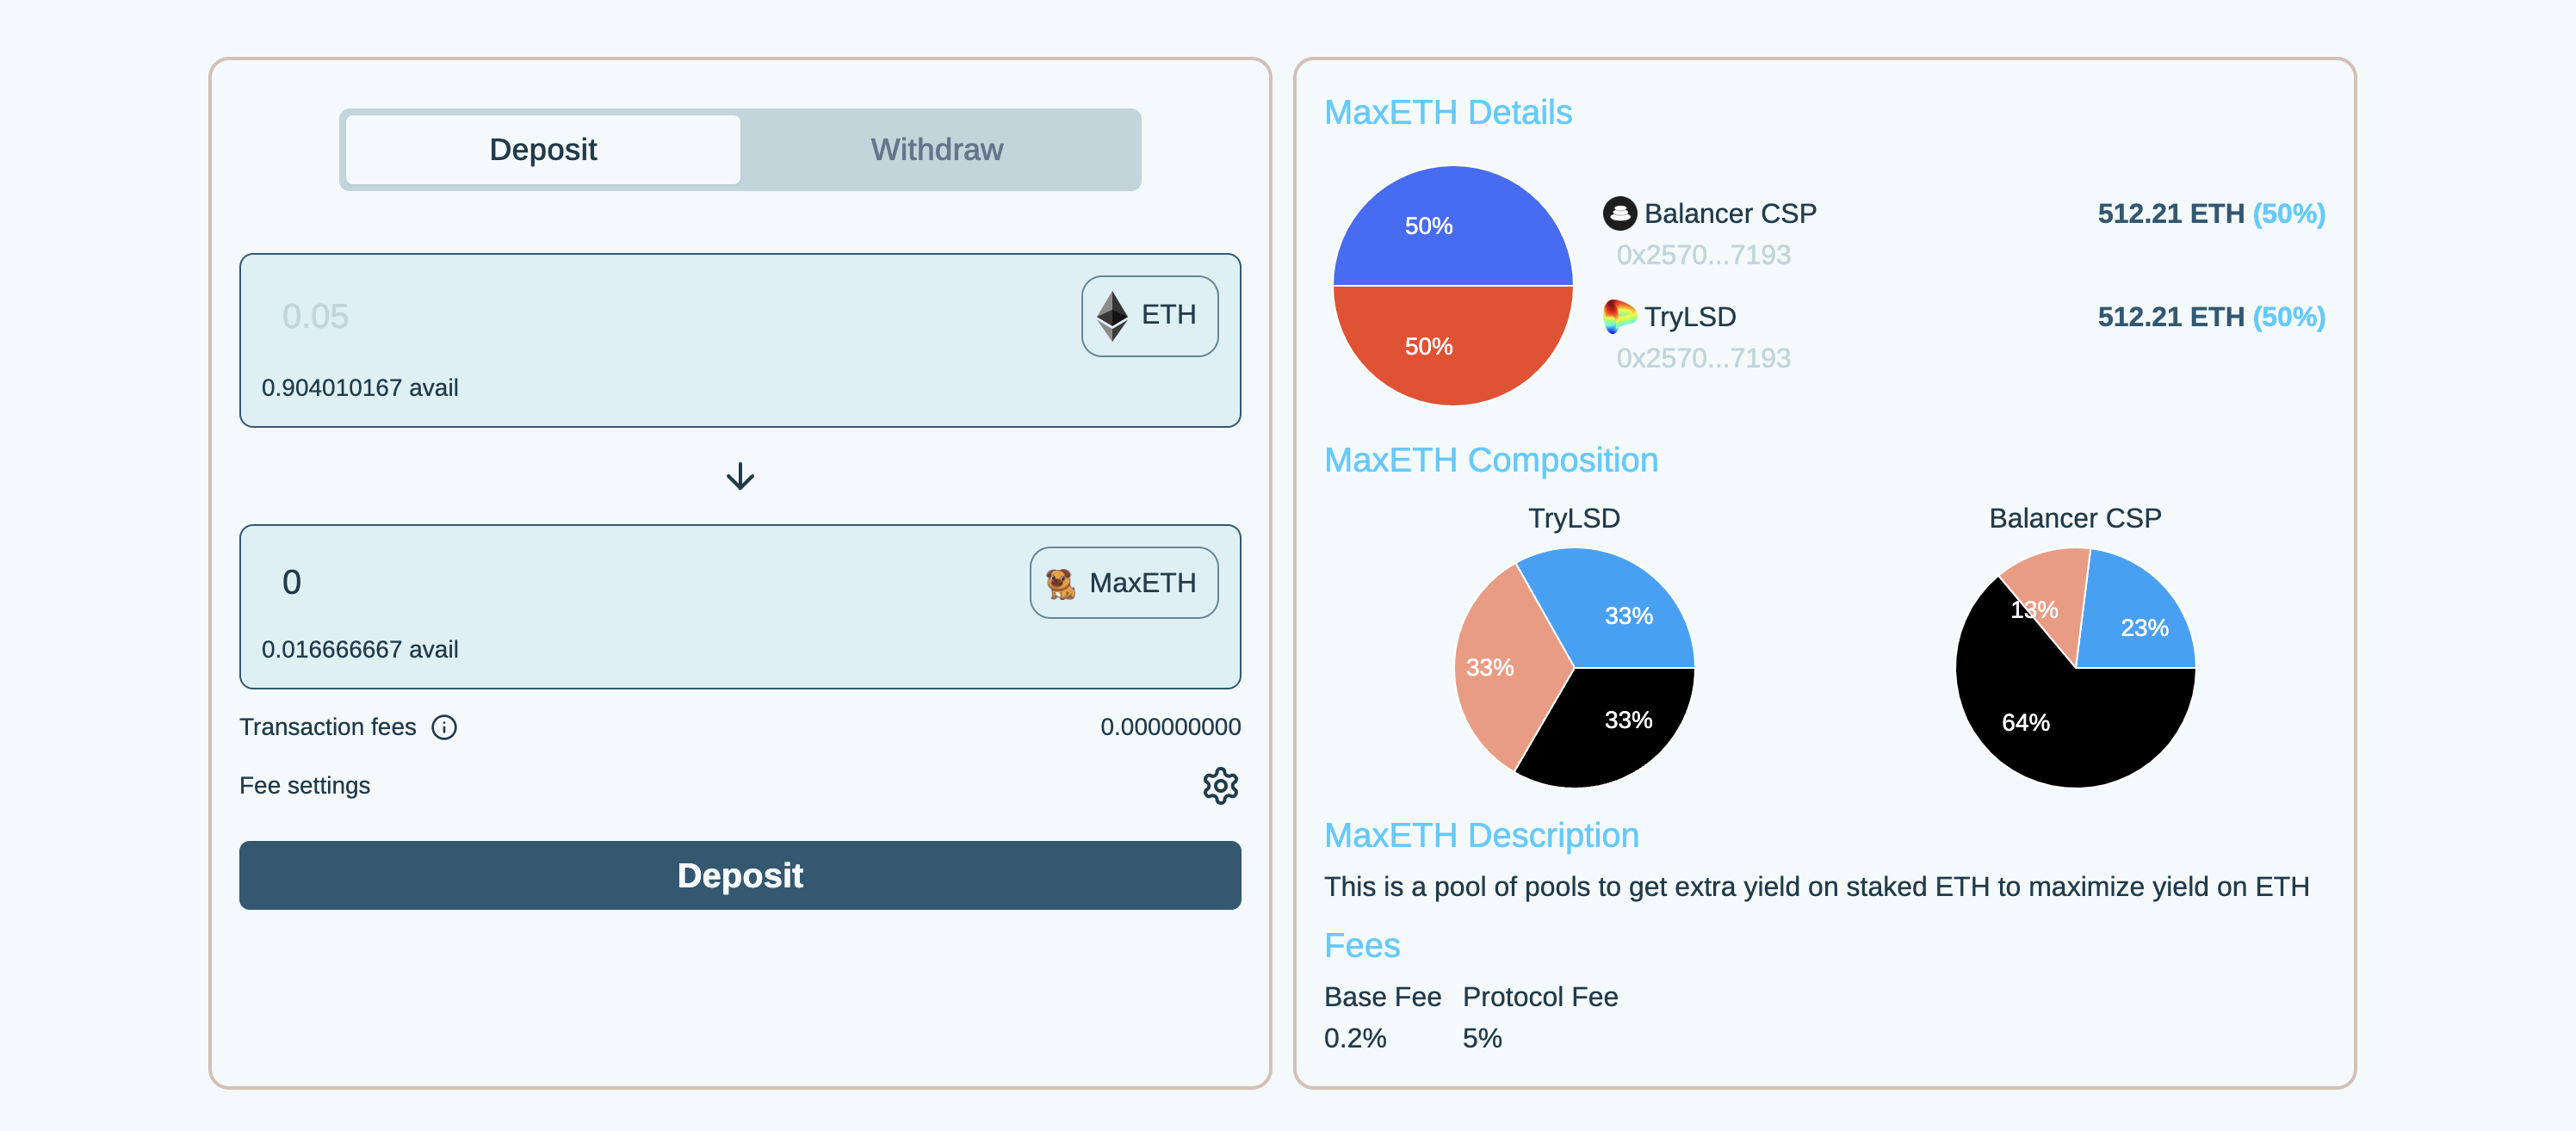 Deposit
Withdraw
0.05
ETH
0.904010167 avail
0
MaxETH
0.016666667 avail
Transaction fees
0.000000000
Fee settings
Deposit
MaxETH Details
50%
50%
Balancer CSP
512.21 ETH (50%)
0x2570...7193
TryLSD
512.21 ETH (50%)
0x2570...7193
MaxETH Composition
TryLSD
33%
33%
33%
Balancer CSP
13%
23%
64%
MaxETH Description
This is a pool of pools to get extra yield on staked ETH to maximize yield on ETH
Fees
Base Fee Protocol Fee
0.2% 5%